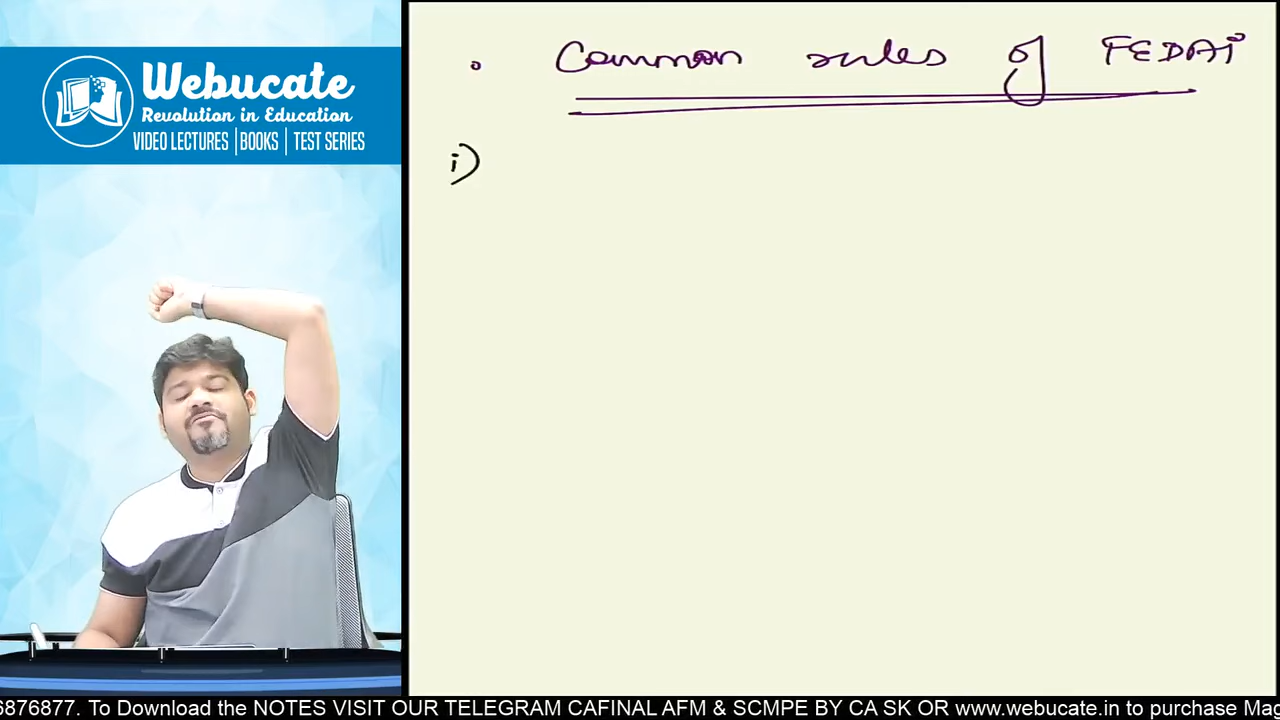 Webucate
Revolution in Education
VIDEO LECTURES | BOOKS | TEST SERIES
• Common rules of FEDAI
i)
6876877. To Download the NOTES VISIT OUR TELEGRAM CAFINAL AFM & SCMPE BY CA SK OR www.webucate.in to purchase Mag